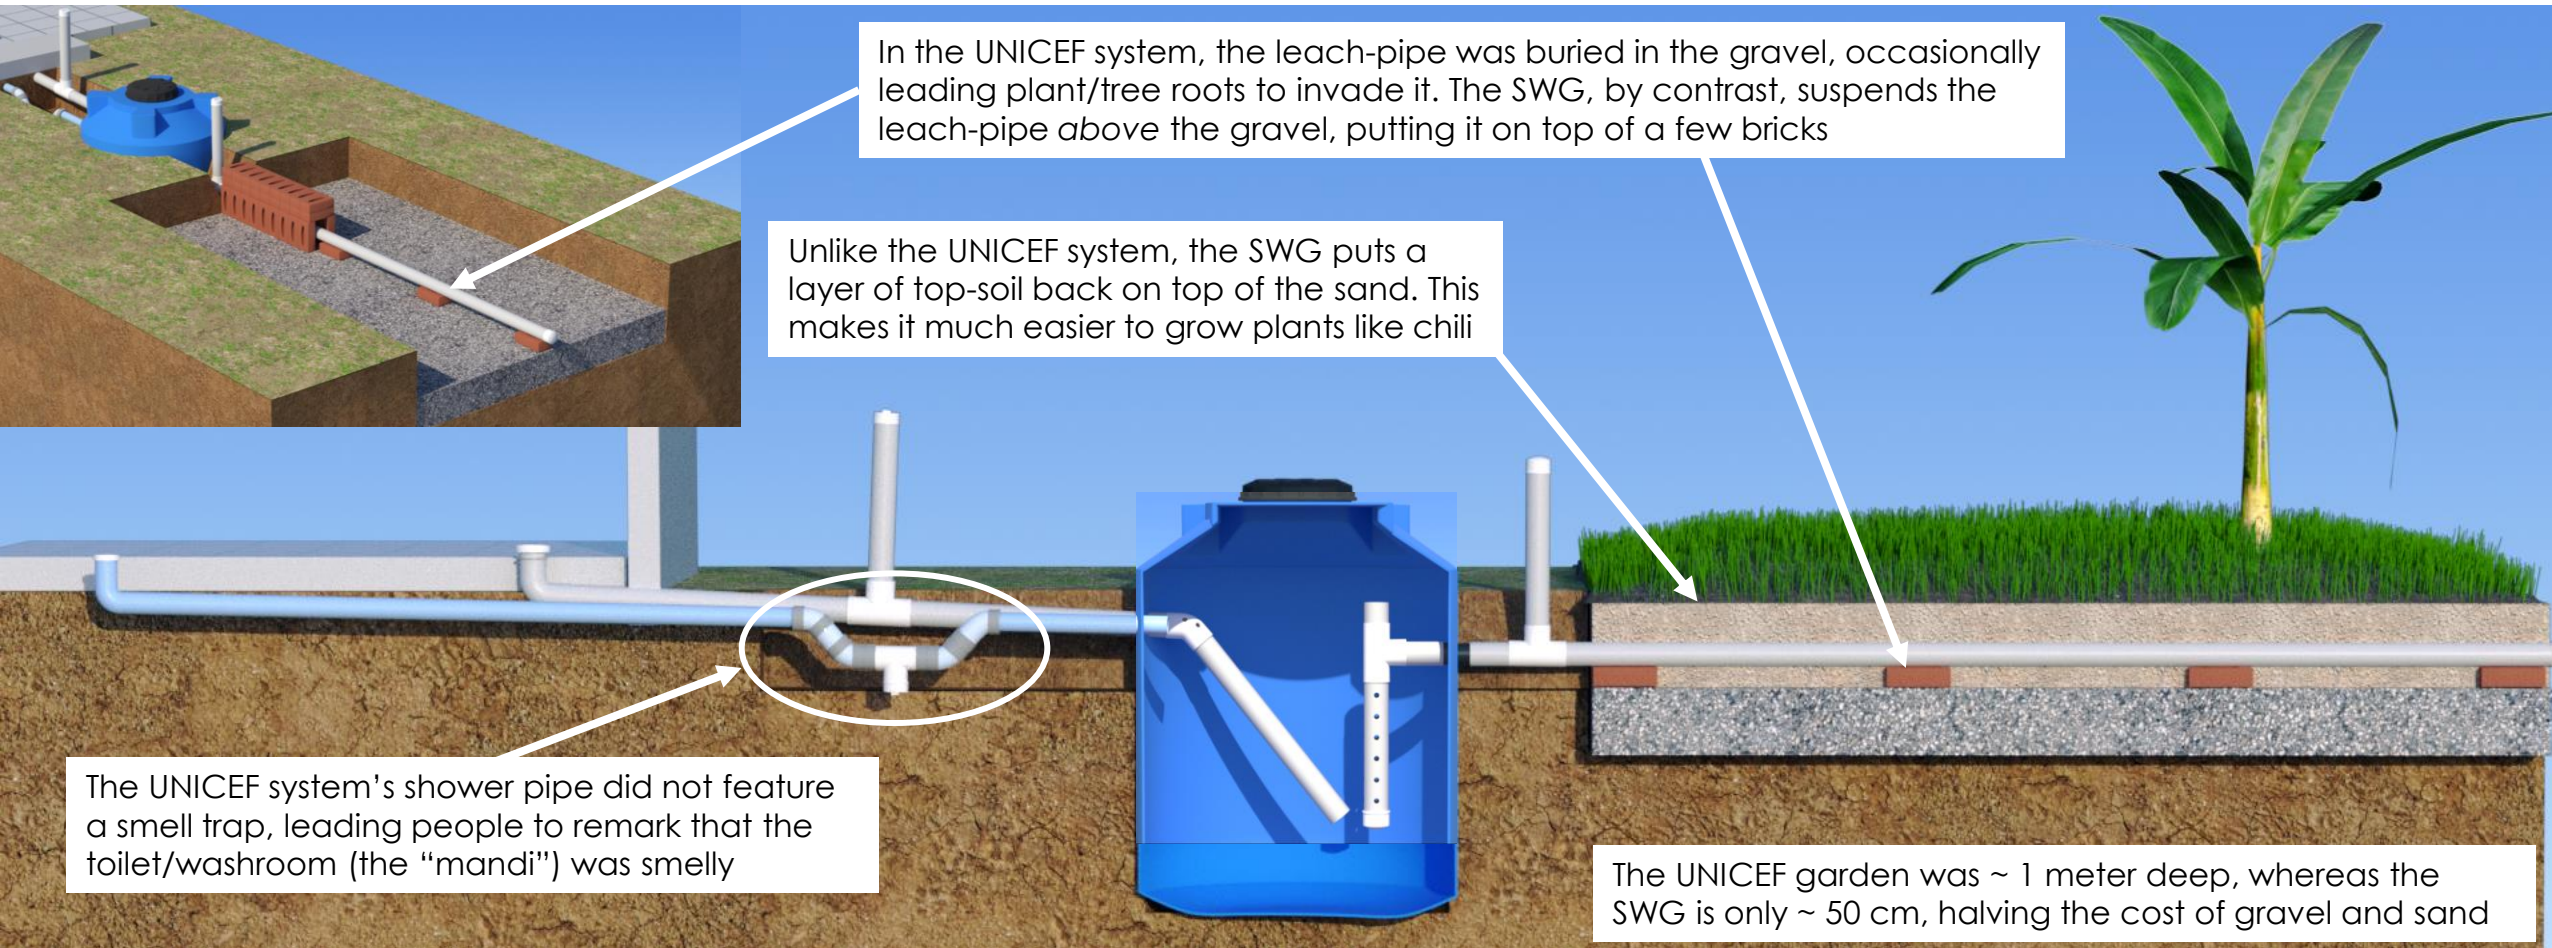 In the UNICEF system, the leach-pipe was buried in the gravel, occasionally
leading plant/tree roots to invade it. The SWG, by contrast, suspends the
leach-pipe above the gravel, putting it on top of a few bricks
Unlike the UNICEF system, the SWG puts a
layer of top-soil back on top of the sand. This
makes it much easier to grow plants like chili
The UNICEF system’s shower pipe did not feature
a smell trap, leading people to remark that the
toilet/washroom (the “mandi”) was smelly
The UNICEF garden was ~ 1 meter deep, whereas the
SWG is only ~ 50 cm, halving the cost of gravel and sand